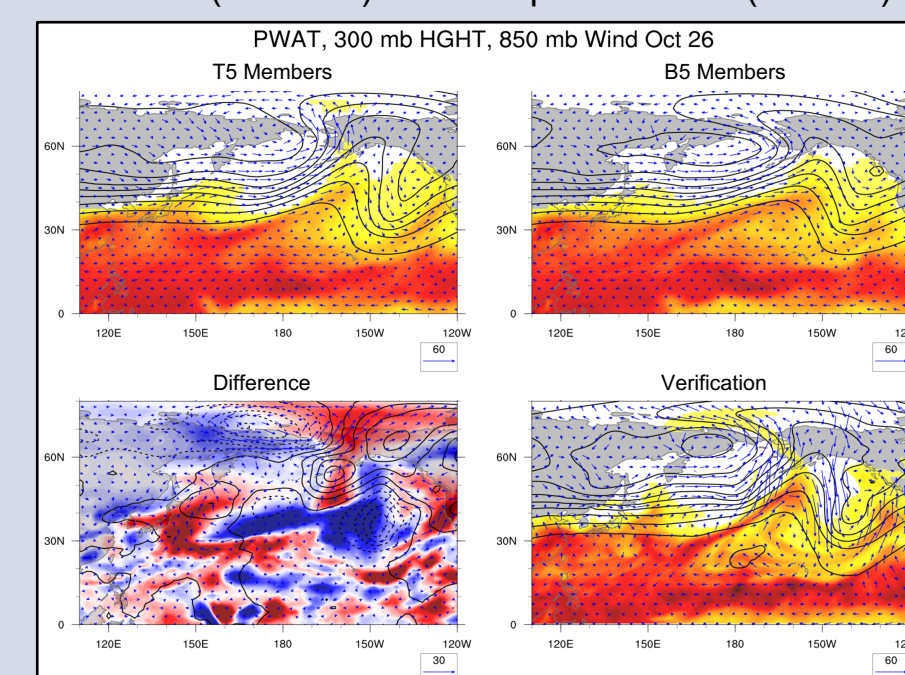 PWAT, 300 mb HGHT, 850 mb Wind Oct 26
T5 Members
B5 Members
60N
30N
0
120E 150E 180 150W 120W
60
60N
30N
0
120E 150E 180 150W
60
Difference
Verification
60N
30N
0
120E 150E 180 150W 120W
30
60N
30N
0
120E 150E 180 150W
60